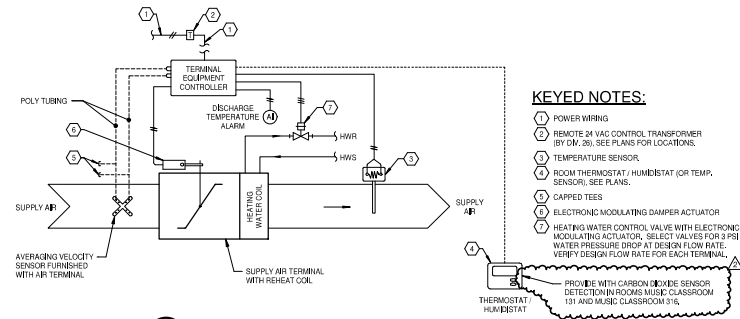 1
2
1
T
TERMINAL
EQUIPMENT
CONTROLLER
POLY TUBING
DISCHARGE
TEMPERATURE
ALARM
AI
7
6
HWR
HWS
5
3
SUPPLY AIR
HEATING
WATER COIL
SUPPLY
AIR
AVERAGING VELOCITY
SENSOR FURNISHED
WITH AIR TERMINAL
SUPPLY AIR TERMINAL
WITH REHEAT COIL
4
THERMOSTAT /
HUMIDISTAT
KEYED NOTES:
1 POWER WIRING
2 REMOTE 24 VAC CONTROL TRANSFORMER
(BY DIV. 26). SEE PLANS FOR LOCATIONS.
3 TEMPERATURE SENSOR.
4 ROOM THERMOSTAT / HUMIDISTAT (OR TEMP.
SENSOR), SEE PLANS.
5 CAPPED TEES
6 ELECTRONIC MODULATING DAMPER ACTUATOR
7 HEATING WATER CONTROL VALVE WITH ELECTRONIC
MODULATING ACTUATOR, SELECT VALVES FOR 3 PSI
WATER PRESSURE DROP AT DESIGN FLOW RATE.
VERIFY DESIGN FLOW RATE FOR EACH TERMINAL.
2
PROVIDE WITH CARBON DIOXIDE SENSOR
DETECTION IN ROOMS MUSIC CLASSROOM
131 AND MUSIC CLASSROOM 316.